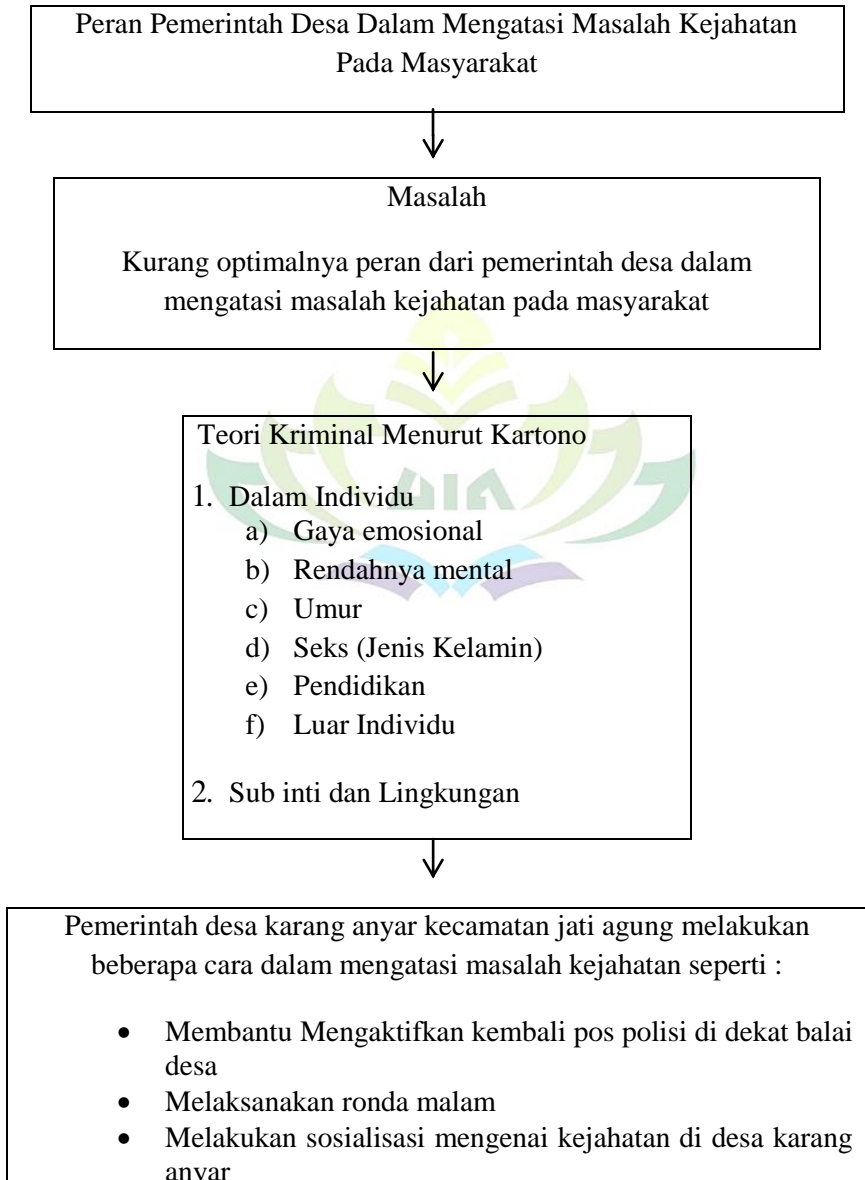 Peran Pemerintah Desa Dalam Mengatasi Masalah Kejahatan
Pada Masyarakat
Masalah
Kurang optimalnya peran dari pemerintah desa dalam
mengatasi masalah kejahatan pada masyarakat
Teori Kriminal Menurut Kartono
1. Dalam Individu
a) Gaya emosional
b) Rendahnya mental
c) Umur
d) Seks (Jenis Kelamin)
e) Pendidikan
f) Luar Individu
2. Sub inti dan Lingkungan
Pemerintah desa karang anyar kecamatan jati agung melakukan
beberapa cara dalam mengatasi masalah kejahatan seperti :
• Membantu Mengaktifkan kembali pos polisi di dekat balai
desa
• Melaksanakan ronda malam
• Melakukan sosialisasi mengenai kejahatan di desa karang
anyar